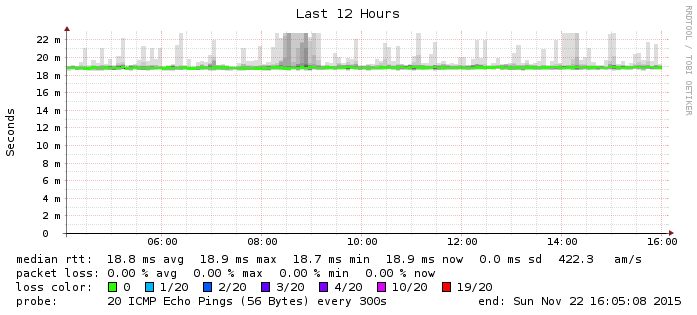 Last 12 Hours
RRDTOOL / TOBI OETIKER
Seconds
22 m
20 m
18 m
16 m
14 m
12 m
10 m
8 m
6 m
4 m
2 m
0
06:00 08:00 10:00 12:00 14:00 16:00
median rtt: 18.8 ms avg 18.9 ms max 18.7 ms min 18.9 ms now 0.0 ms sd 422.3 am/s
packet loss: 0.00 % avg 0.00 % max 0.00 % min 0.00 % now
loss color: 0 1/20 2/20 3/20 4/20 10/20 19/20
probe: 20 ICMP Echo Pings (56 Bytes) every 300s end: Sun Nov 22 16:05:08 2015